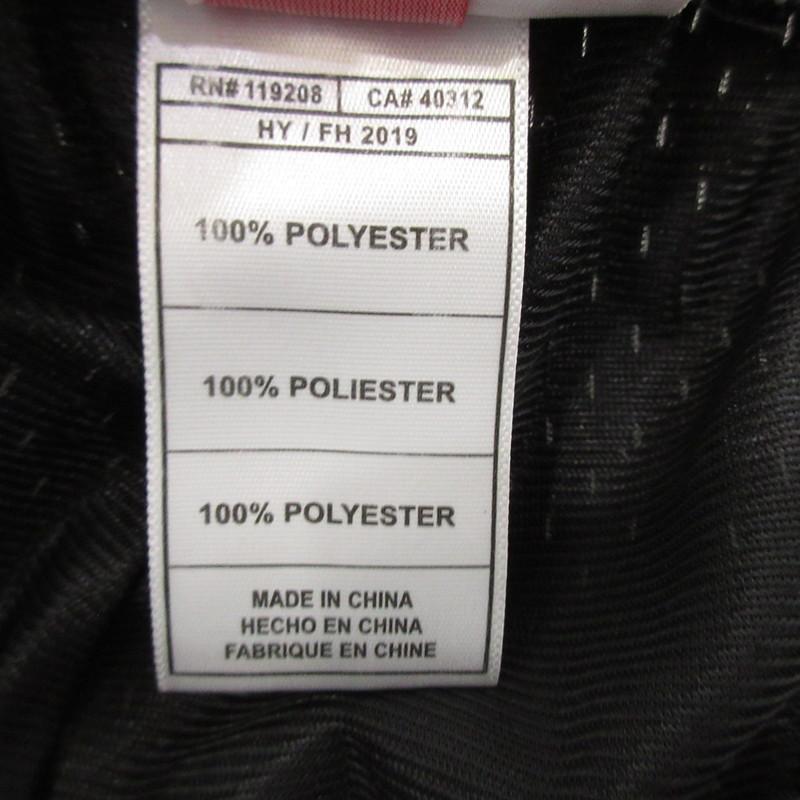 RN# 119208 CA# 40312
HY / FH 2019
100% POLYESTER
100% POLIESTER
100% POLYESTER
MADE IN CHINA
HECHO EN CHINA
FABRIQUE EN CHINE